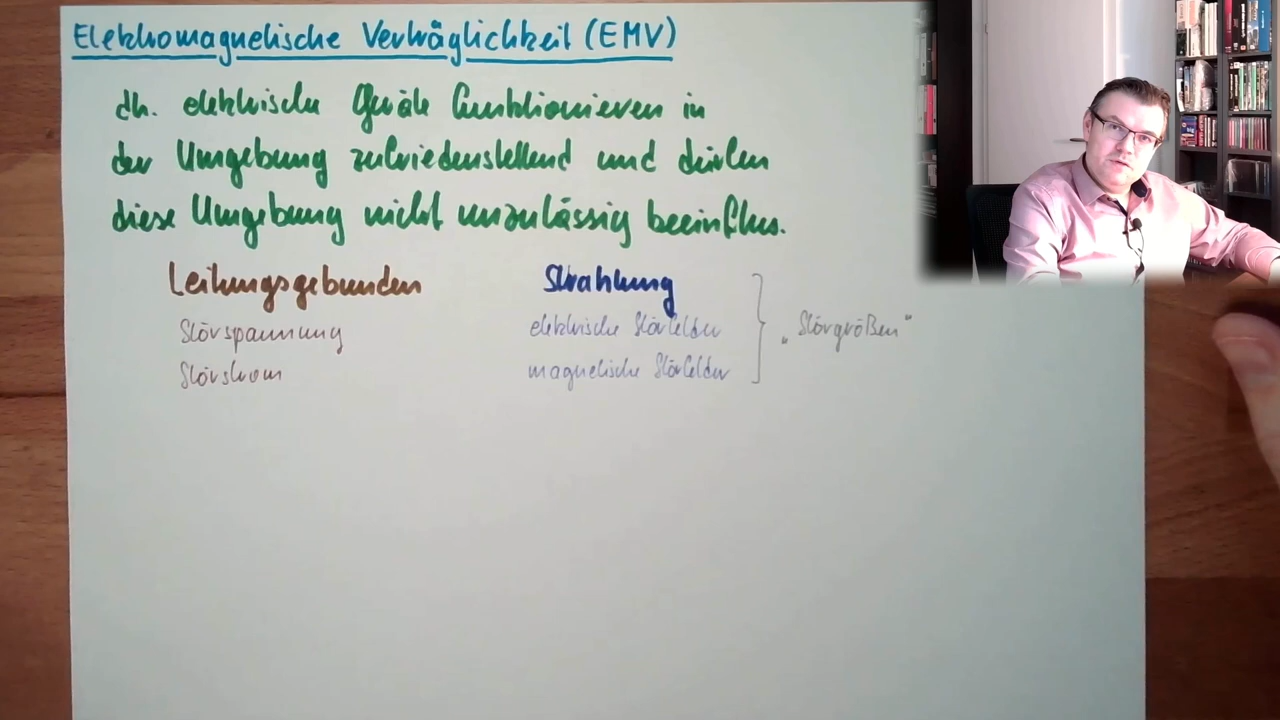 Elektromagnetische Verträglichkeit (EMV)
dh. elektrische Geräte funktionieren in
der Umgebung zufriedenstellend und dürfen
diese Umgebung nicht unzulässig beeinflus.
Leitungsgebunden Strahlung
Störspannung elektrische Störfelder „Störgrößen“
Störstrom magnetische Störfelder